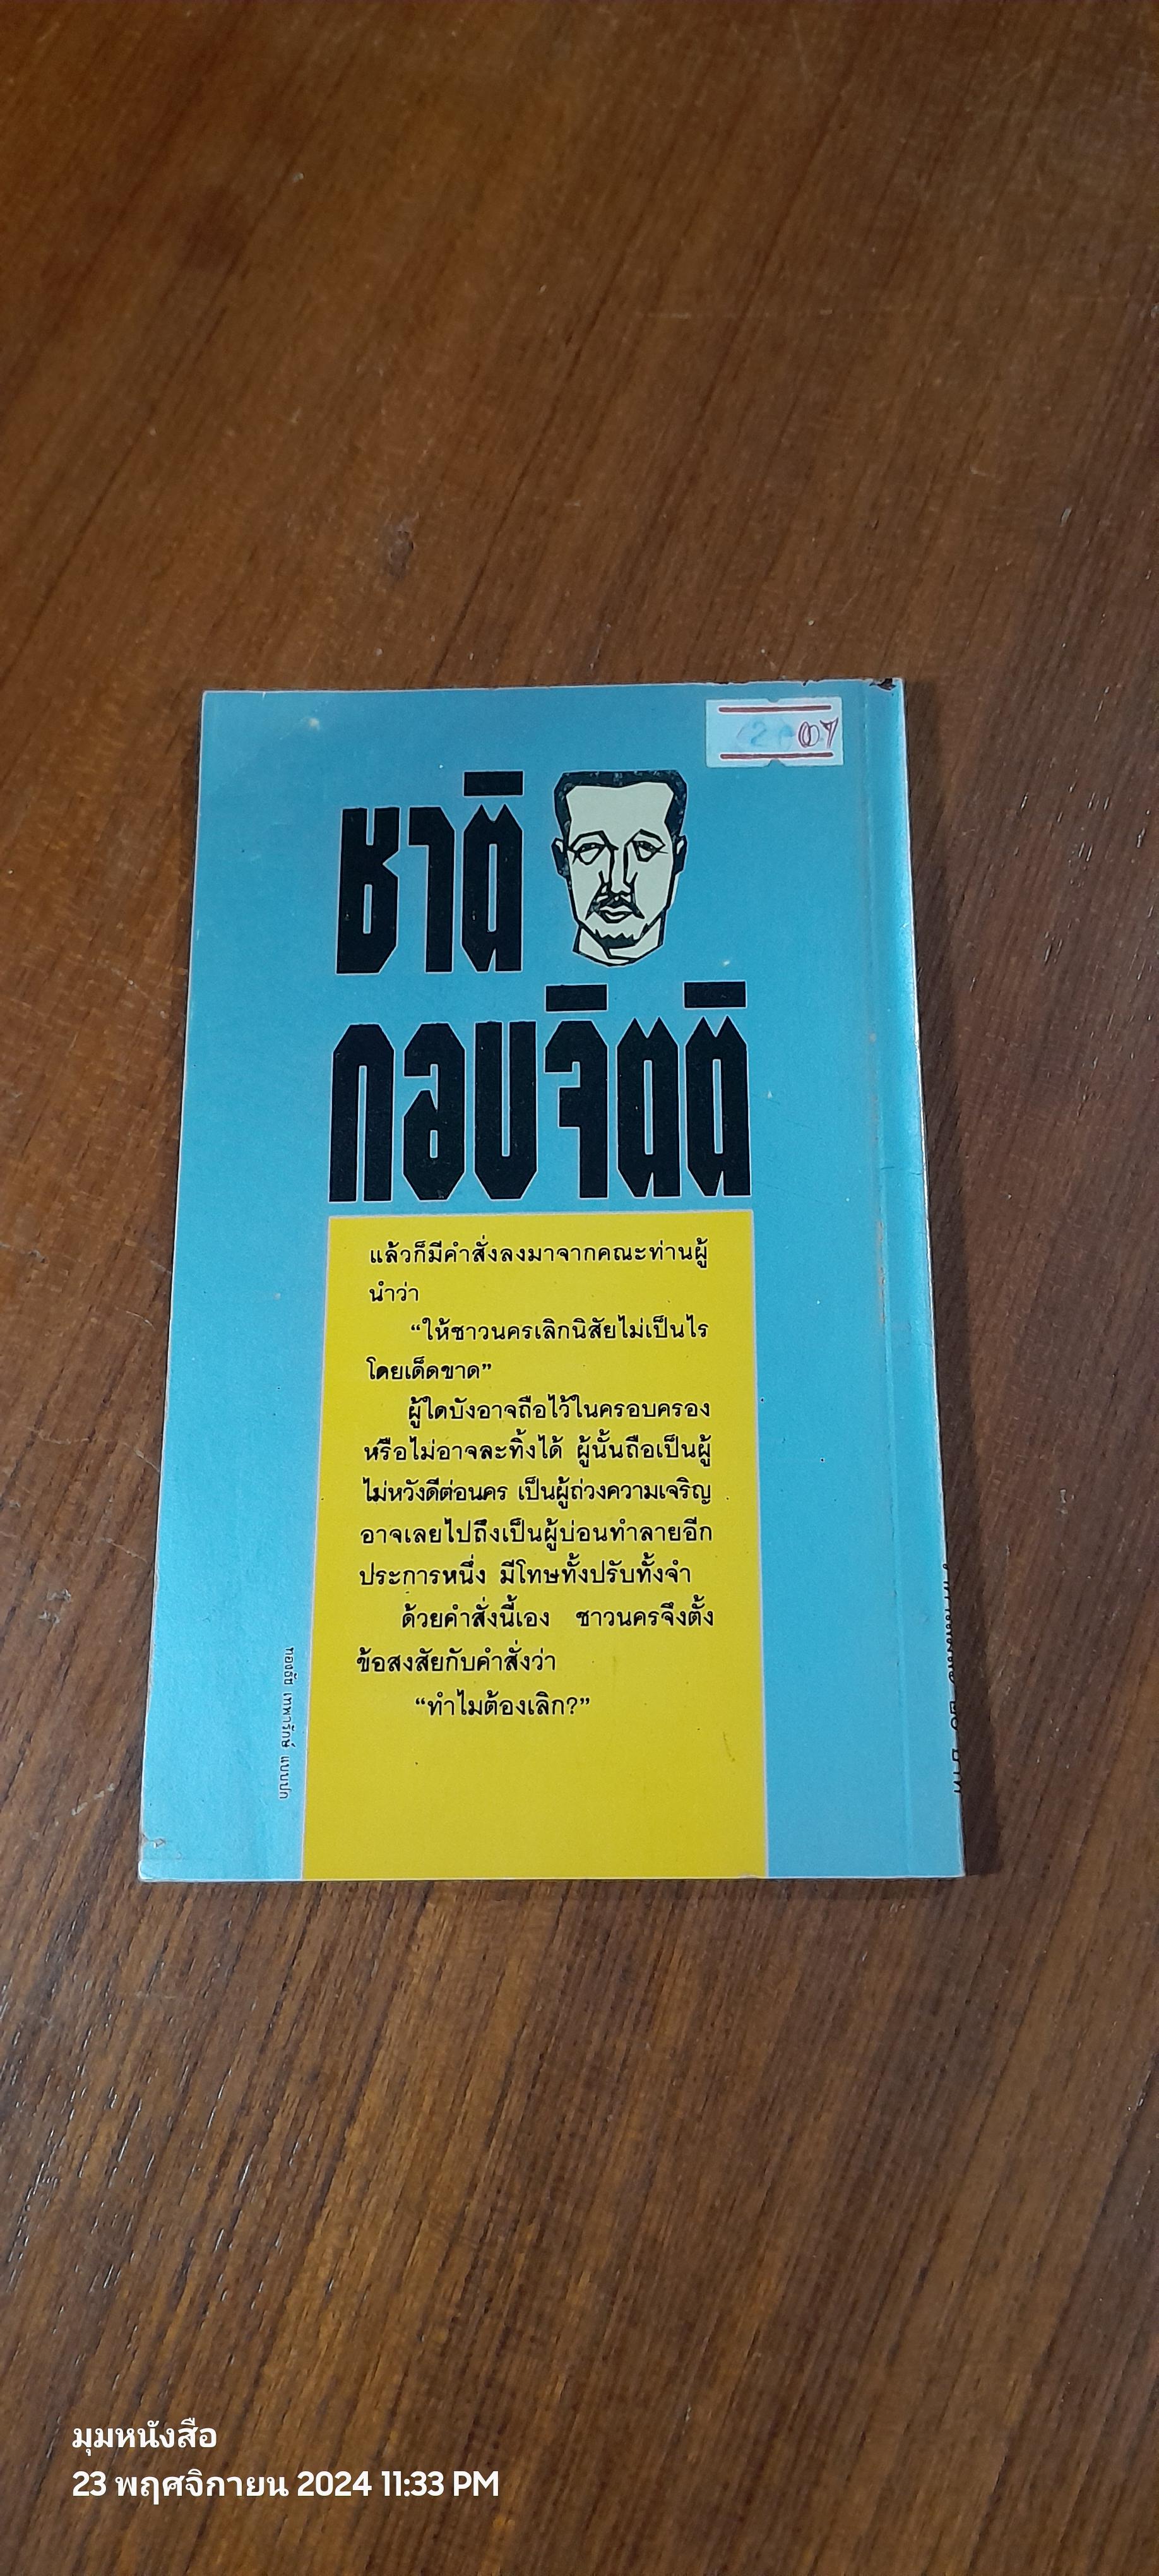 ชาติ
กอบจิตติ
แล้วก็มีคำสั่งลงมาจากคณะท่านผู้
นำว่า
“ให้ชาวนครเลิกนิสัยไม่เป็นไร
โดยเด็ดขาด”
ผู้ใดบังอาจถือไว้ในครอบครอง
หรือไม่อาจละทิ้งได้ ผู้นั้นถือเป็นผู้
ไม่หวังดีต่อนคร เป็นผู้ถ่วงความเจริญ
อาจเลยไปถึงเป็นผู้บ่อนทำลายอีก
ประการหนึ่ง มีโทษทั้งปรับทั้งจำ
ด้วยคำสั่งนี้เอง ชาวนครจึงตั้ง
ข้อสงสัยกับคำสั่งว่า
“ทำไมต้องเลิก?”
เทพารักษ์ แบบปก
มุมหนังสือ
23 พฤศจิกายน 2024 11:33 PM